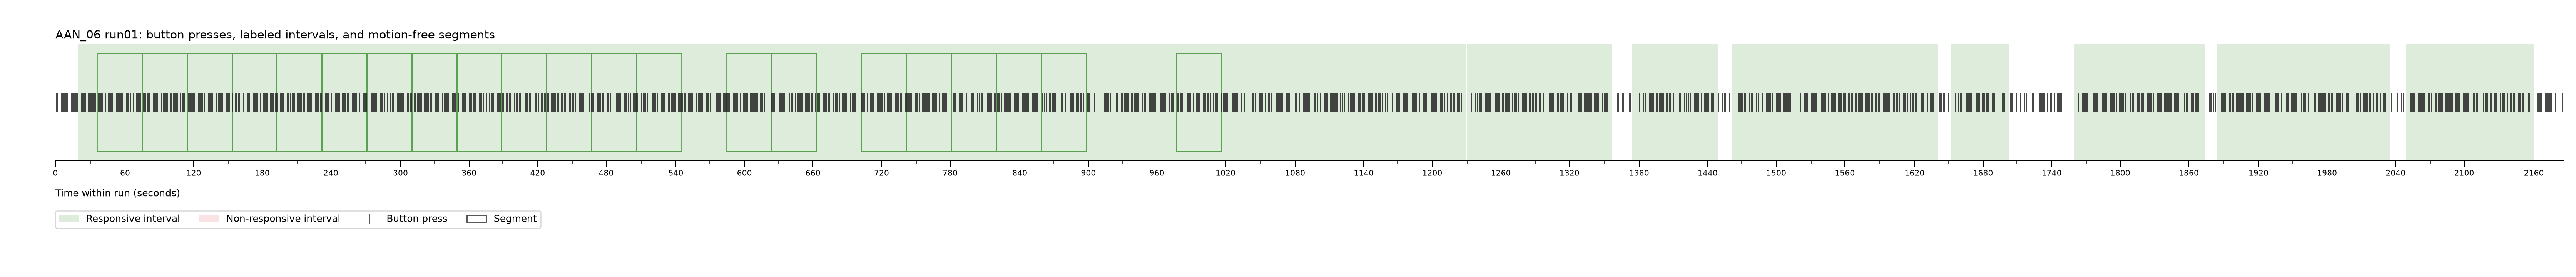 AAN_06 run01: button presses, labeled intervals, and motion-free segments
0 60 120 180 240 300 360 420 480 540 600 660 720 780 840 900 960 1020 1080 1140 1200 1260 1320 1380 1440 1500 1560 1620 1680 1740 1800 1860 1920 1980 2040 2100 2160
Time within run (seconds)
Responsive interval Non-responsive interval Button press Segment